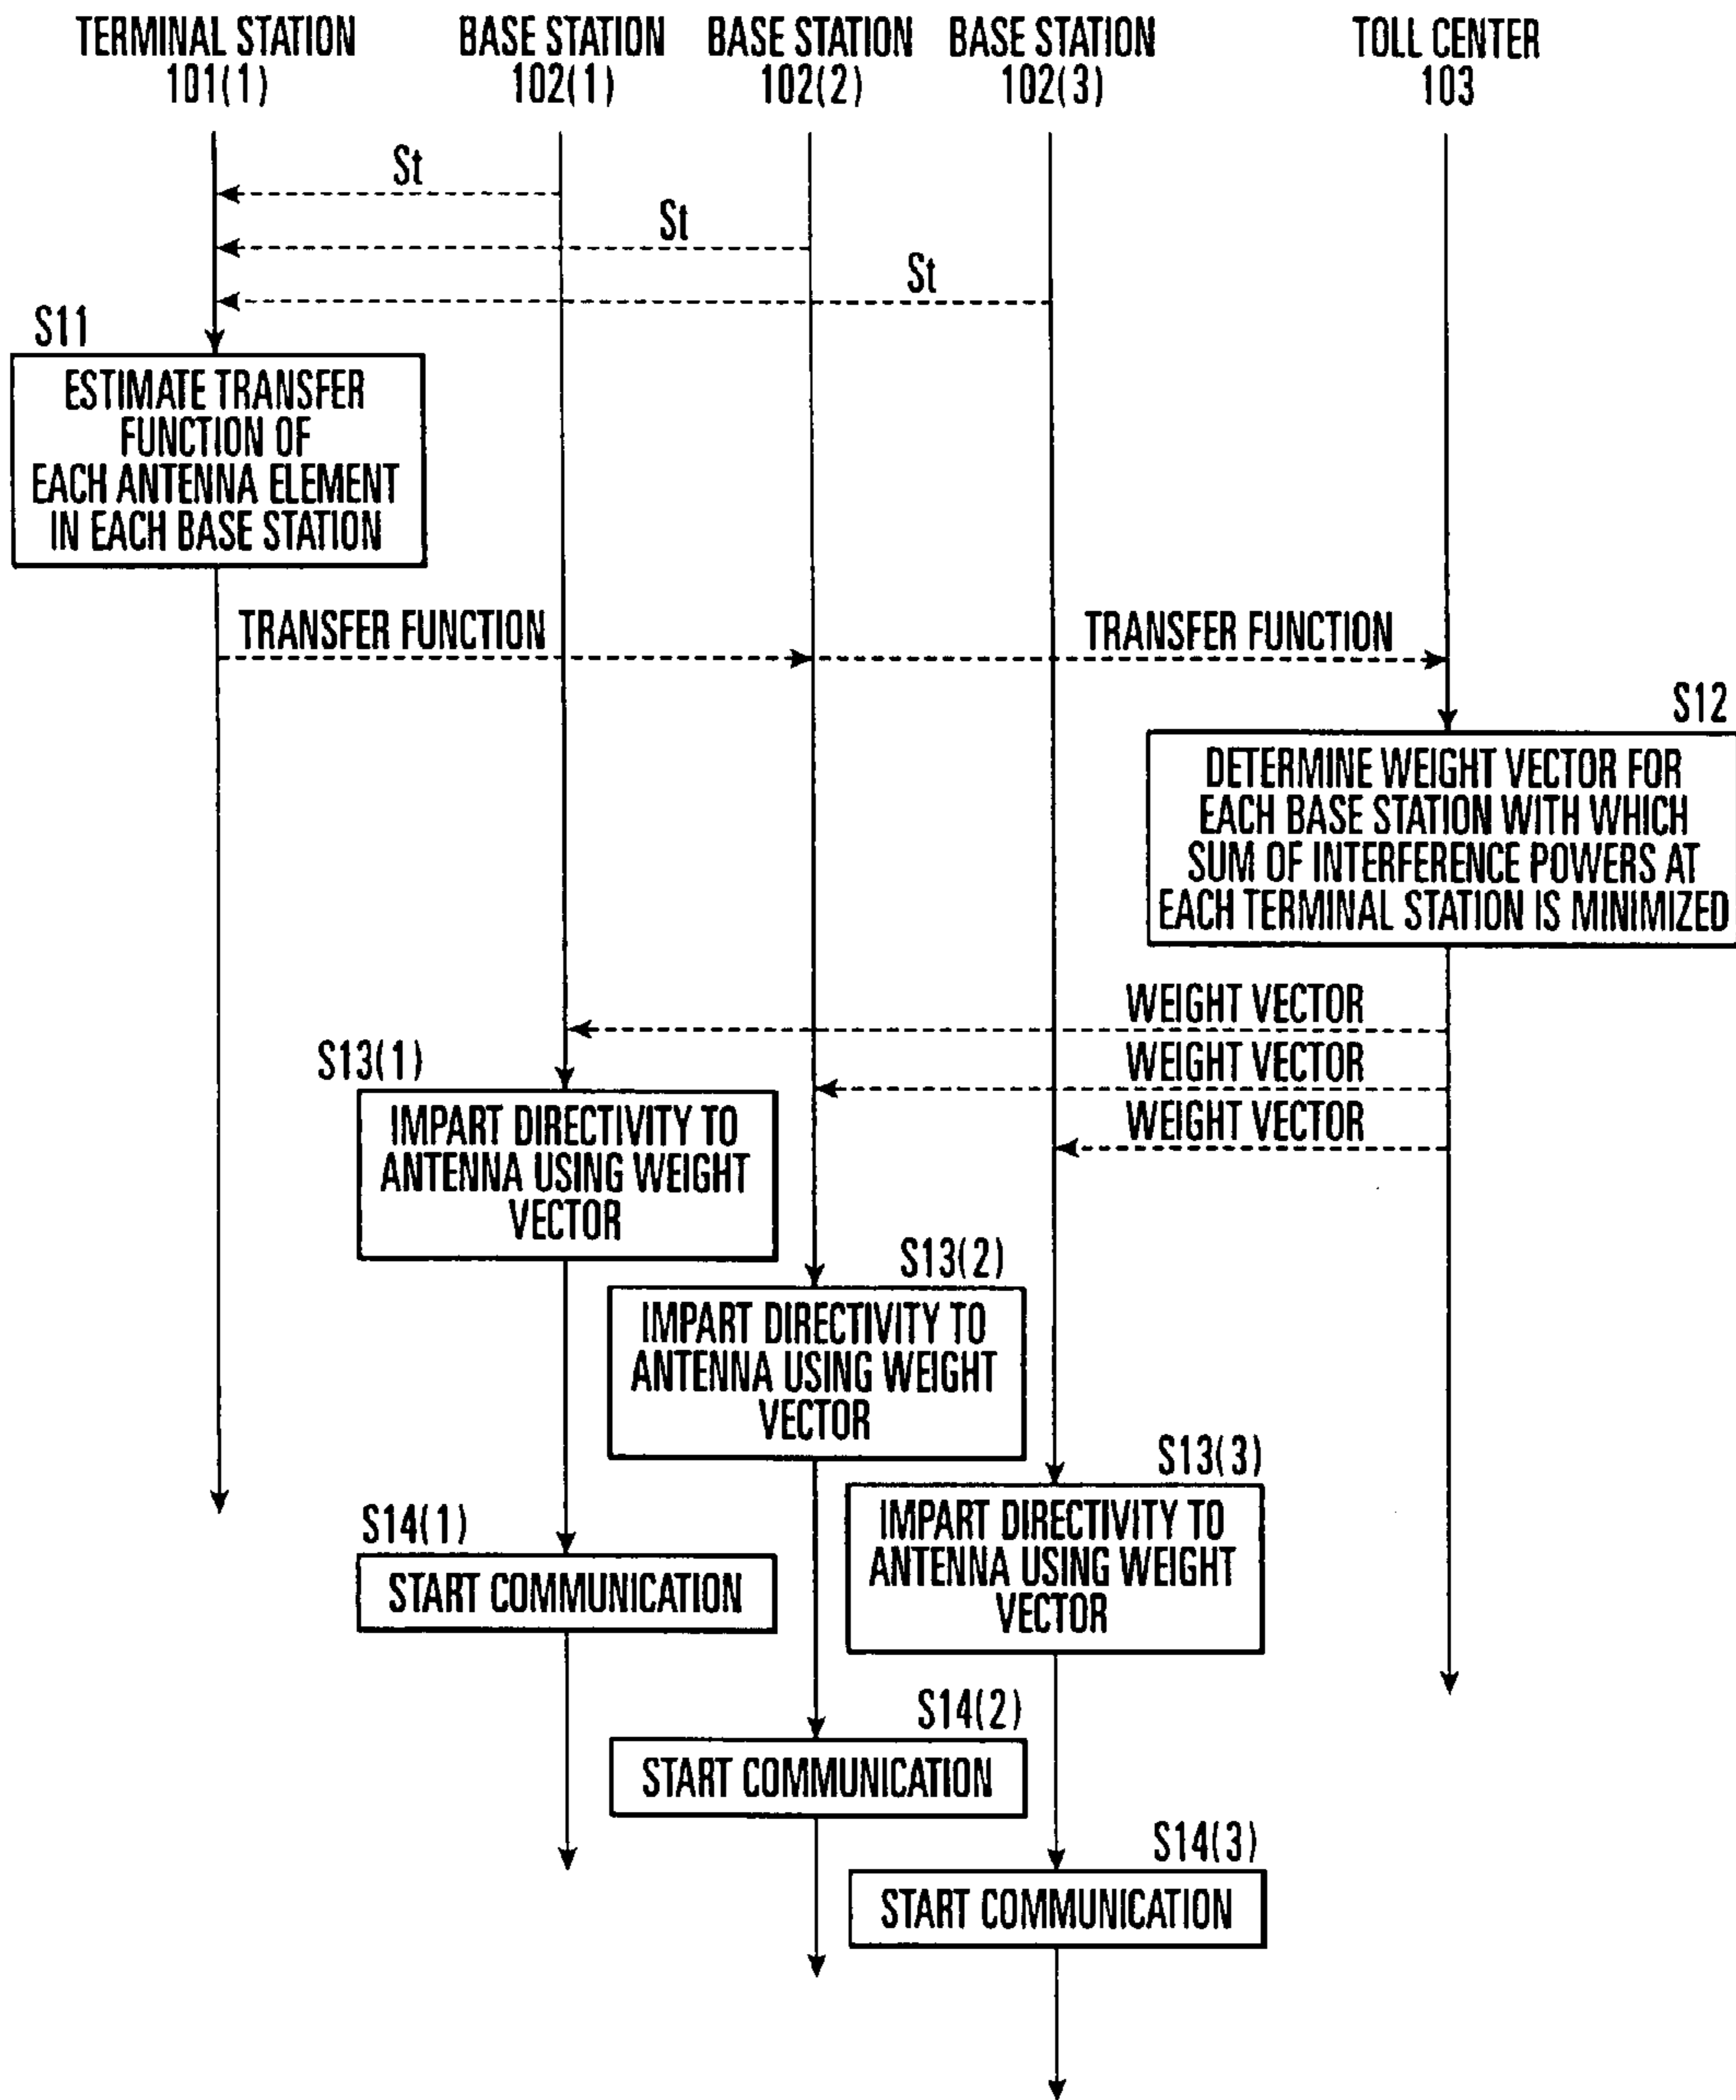 TERMINAL STATION
101(1)
BASE STATION
102(1)
BASE STATION
102(2)
BASE STATION
102(3)
TOLL CENTER
103
St
St
St
S11
ESTIMATE TRANSFER
FUNCTION OF
EACH ANTENNA ELEMENT
IN EACH BASE STATION
TRANSFER FUNCTION
TRANSFER FUNCTION
S12
DETERMINE WEIGHT VECTOR FOR
EACH BASE STATION WITH WHICH
SUM OF INTERFERENCE POWERS AT
EACH TERMINAL STATION IS MINIMIZED
WEIGHT VECTOR
WEIGHT VECTOR
WEIGHT VECTOR
S13(1)
IMPART DIRECTIVITY TO
ANTENNA USING WEIGHT
VECTOR
S13(2)
IMPART DIRECTIVITY TO
ANTENNA USING WEIGHT
VECTOR
S13(3)
IMPART DIRECTIVITY TO
ANTENNA USING WEIGHT
VECTOR
S14(1)
START COMMUNICATION
S14(2)
START COMMUNICATION
S14(3)
START COMMUNICATION